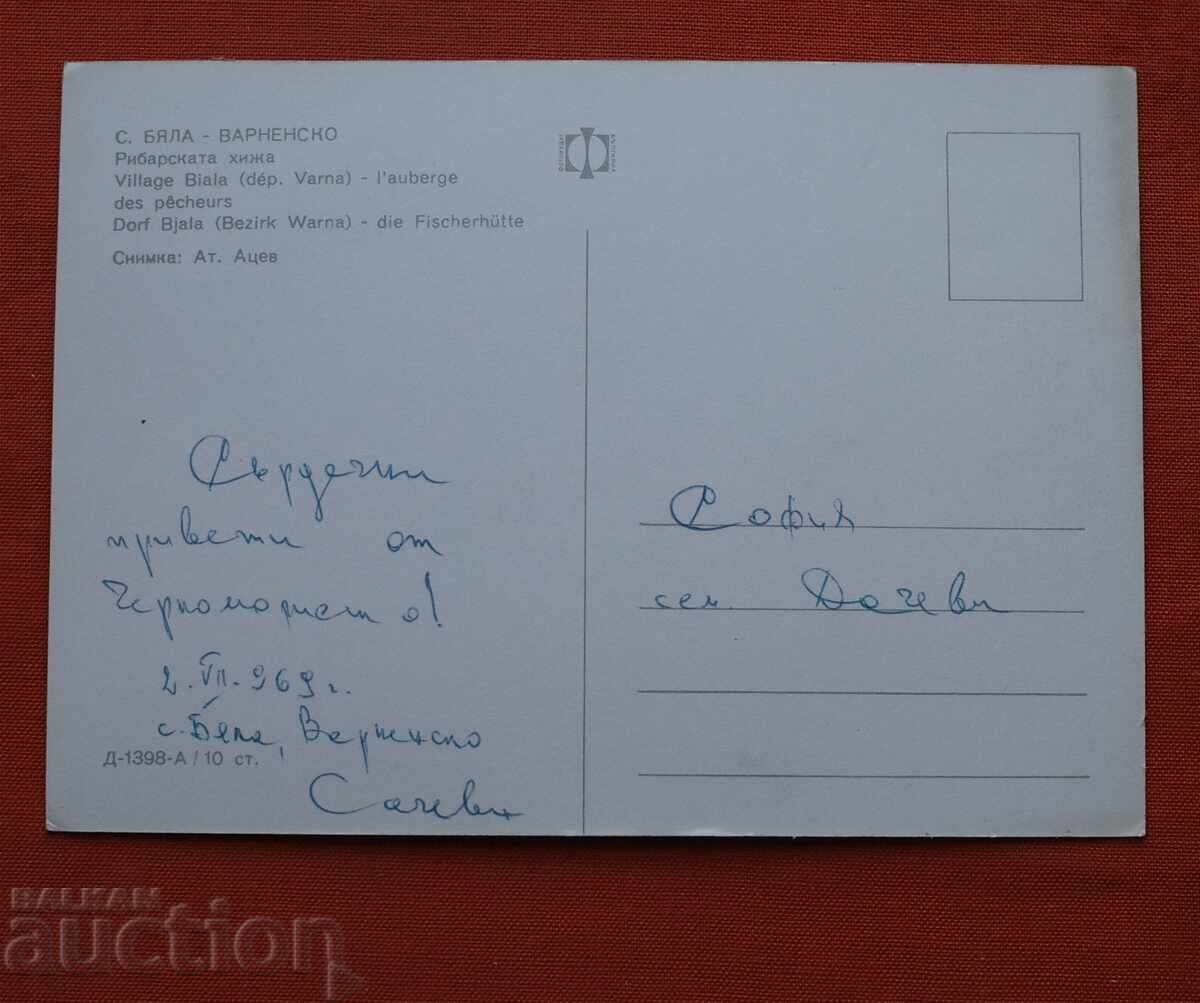 С. БЯЛА - ВАРНЕНСКО
Рибарската хижа
Village Biala (dép. Varna) - l'auberge
des pêcheurs
Dorf Bjala (Bezirk Warna) - die Fischerhütte
Снимка: Ат. Ацев
Сърдечни
привети от
Черноморието!
2. VII. 969 г.
с. Бяла, Варненско
Д-1398-А / 10 ст.
Сачеви
София
сем. Дочеви
BALKAN
auction